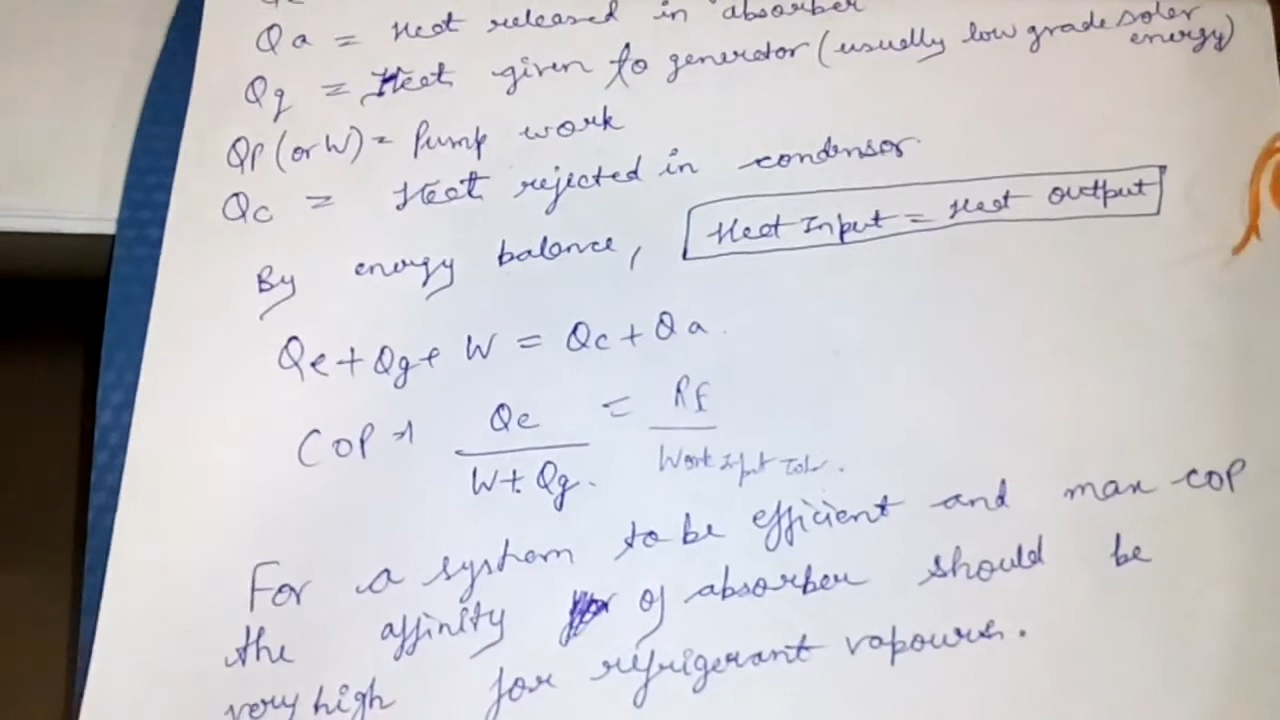 Qa = Heat released in absorber
Qg = Heat given to generator (usually low grade solar energy)
QP (or W) = Pump work
Qc = Heat rejected in condensor.
By energy balance, Heat Input = Heat output
Qe + Qg + W = Qc + Qa.
COP → Qe / W + Qg. = Rf / Work Input
For a system to be efficient and max COP
the affinity of absorber should be
very high for refrigerant vapours.